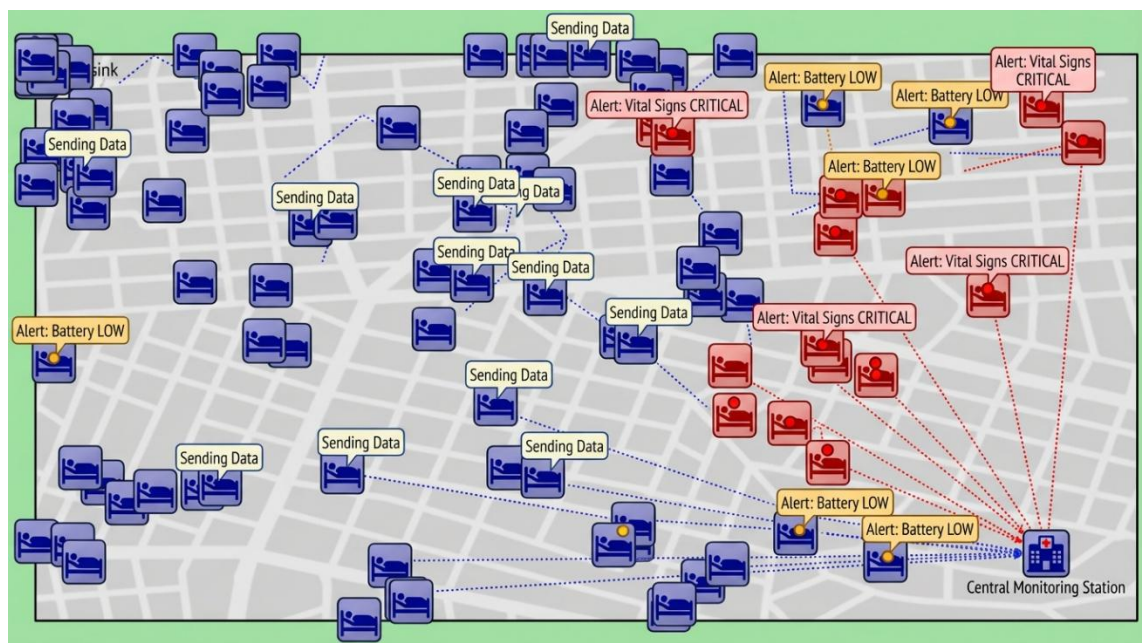 Sending Data
sink
Alert: Vital Signs
CRITICAL
Alert: Battery LOW
Alert: Battery LOW
Alert: Vital Signs CRITICAL
Sending Data
Alert: Battery LOW
Sending Data
Sending Data
Sending Data
Alert: Vital Signs CRITICAL
Sending Data
Alert: Vital Signs CRITICAL
Alert: Battery LOW
Sending Data
Sending Data
Sending Data
Sending Data
Sending Data
Alert: Battery LOW
Alert: Battery LOW
Central Monitoring Station